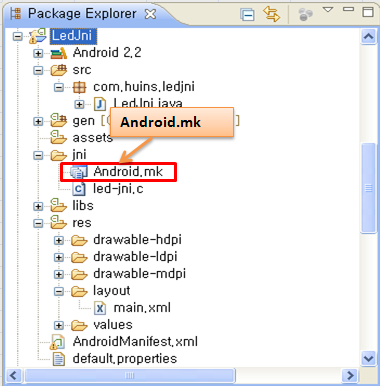 Package Explorer
LedJni
Android 2,2
src
com,huins,ledjni
LedJni,java
gen [
Android.mk
assets
jni
Android,mk
led-jni,c
libs
res
drawable-hdpi
drawable-ldpi
drawable-mdpi
layout
main,xml
values
AndroidManifest,xml
default,properties